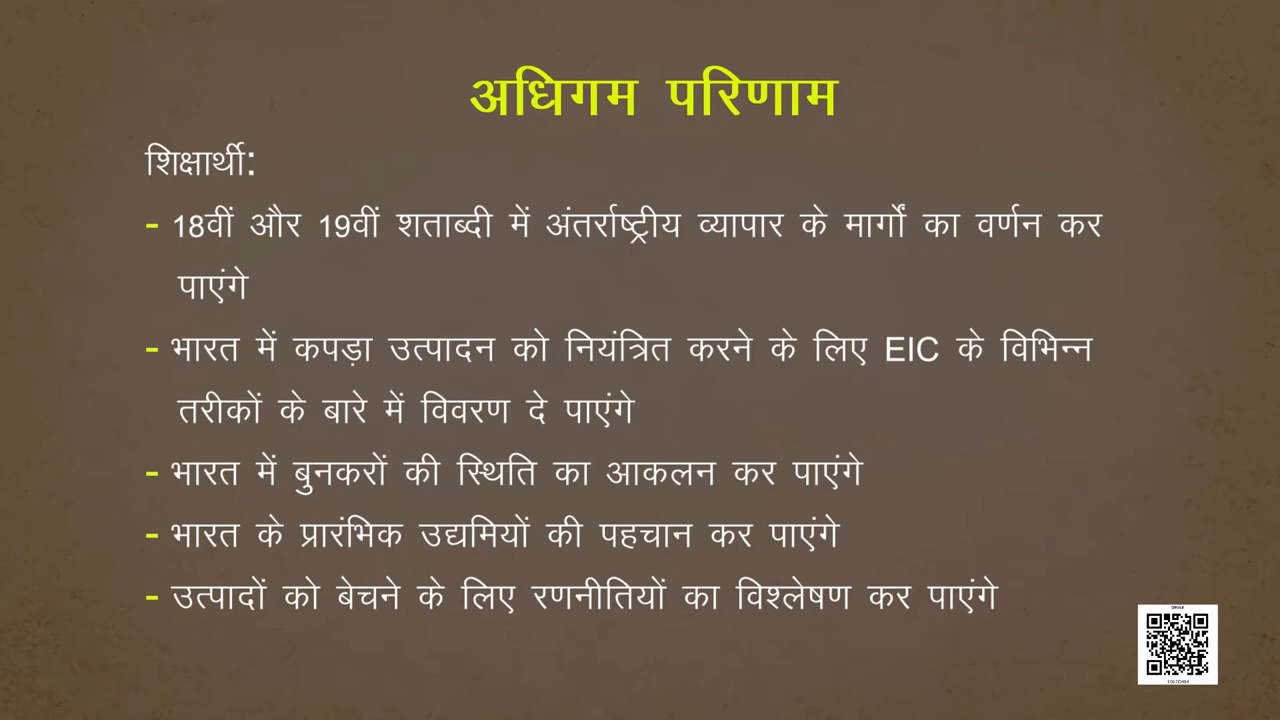 अधिगम परिणाम
शिक्षार्थी:
- 18वीं और 19वीं शताब्दी में अंतर्राष्ट्रीय व्यापार के मार्गों का वर्णन कर
पाएंगे
- भारत में कपड़ा उत्पादन को नियंत्रित करने के लिए EIC के विभिन्न
तरीकों के बारे में विवरण दे पाएंगे
- भारत में बुनकरों की स्थिति का आकलन कर पाएंगे
- भारत के प्रारंभिक उद्यमियों की पहचान कर पाएंगे
- उत्पादों को बेचने के लिए रणनीतियों का विश्लेषण कर पाएंगे